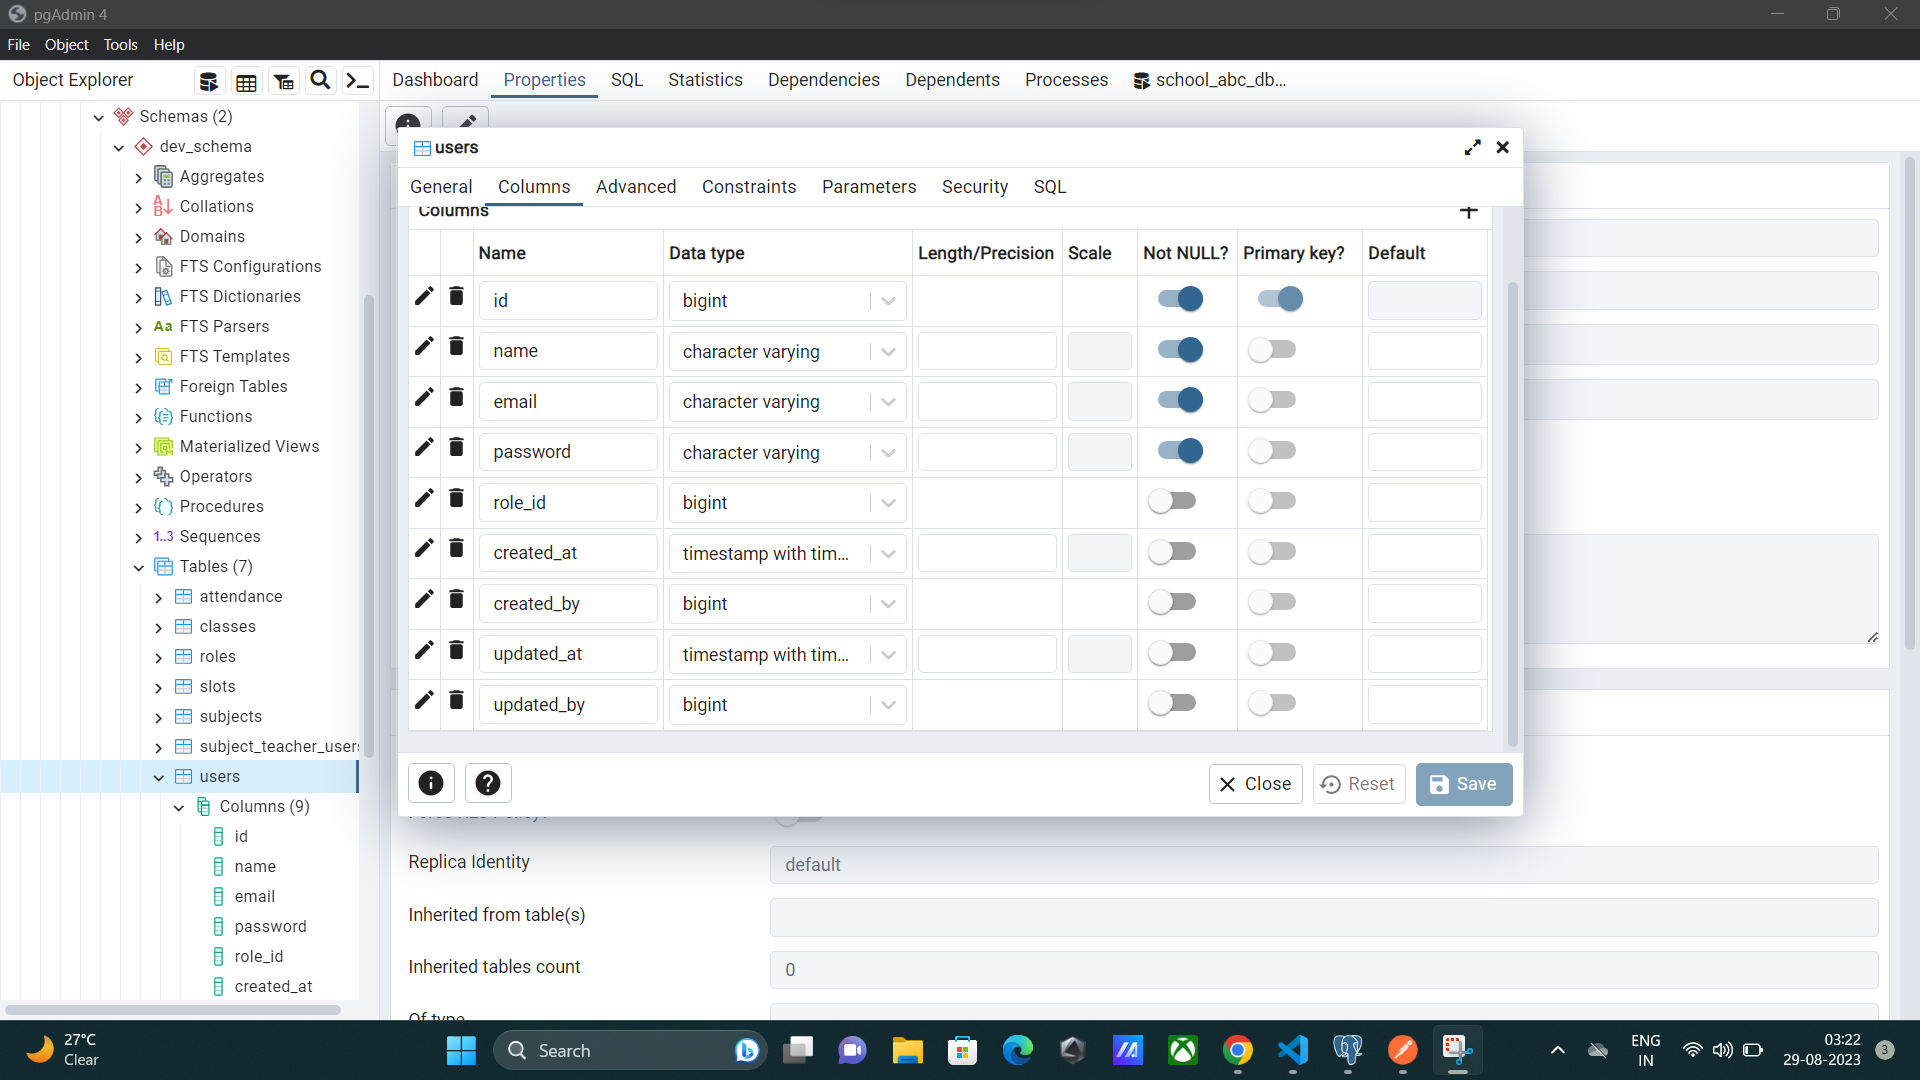 pgAdmin 4
File Object Tools Help
Object Explorer
Dashboard Properties SQL Statistics Dependencies Dependents Processes school_abc_db...
Schemas (2)
dev_schema
Aggregates
Collations
Domains
FTS Configurations
FTS Dictionaries
Aa FTS Parsers
FTS Templates
Foreign Tables
Functions
Materialized Views
Operators
Procedures
1..3 Sequences
Tables (7)
attendance
classes
roles
slots
subjects
subject_teacher_users
users
Columns (9)
id
name
email
password
role_id
created_at
users
General Columns Advanced Constraints Parameters Security SQL
Columns
Name Data type Length/Precision Scale Not NULL? Primary key? Default
id bigint
name character varying
email character varying
password character varying
role_id bigint
created_at timestamp with tim...
created_by bigint
updated_at timestamp with tim...
updated_by bigint
Close Reset Save
Replica Identity default
Inherited from table(s)
Inherited tables count 0
Of type
27°C
Clear
Search
ENG
IN
03:22
29-08-2023
3